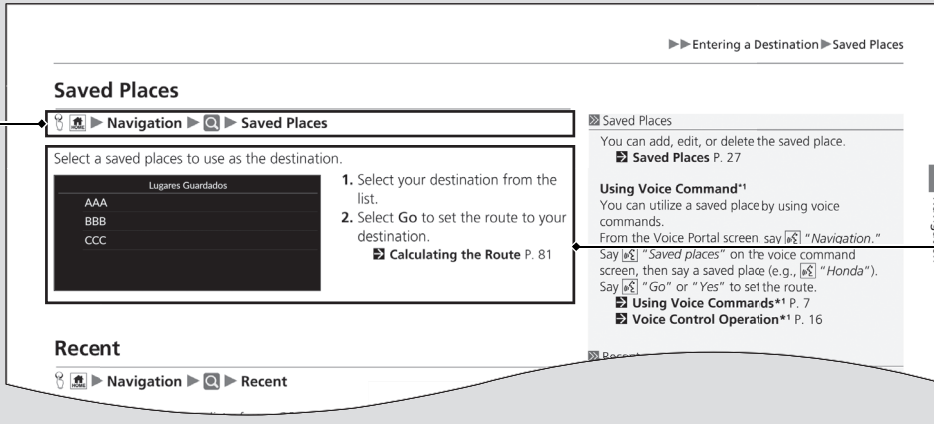 ▶▶Entering a Destination▶Saved Places
Saved Places
HOME ▶ Navigation ▶ ▶ Saved Places
Select a saved places to use as the destination.
Lugares Guardados
AAA
BBB
CCC
1. Select your destination from the
list.
2. Select Go to set the route to your
destination.
Calculating the Route P. 81
Saved Places
You can add, edit, or delete the saved place.
Saved Places P. 27
Using Voice Command*1
You can utilize a saved place by using voice
commands.
From the Voice Portal screen, say "Navigation."
Say "Saved places" on the voice command
screen, then say a saved place (e.g., "Honda").
Say "Go" or "Yes" to set the route.
Using Voice Commands*1 P. 7
Voice Control Operation*1 P. 16
Recent
HOME ▶ Navigation ▶ ▶ Recent
Recent